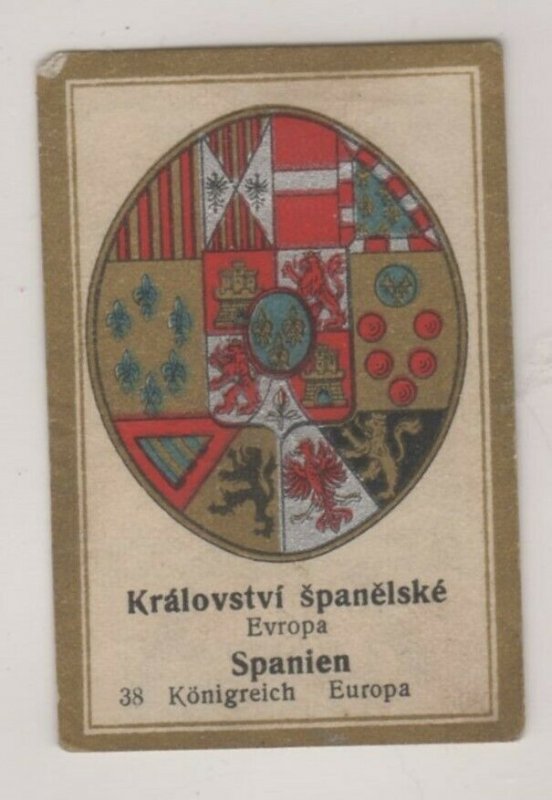 Království španělské
Evropa
Spanien
38 Königreich Europa